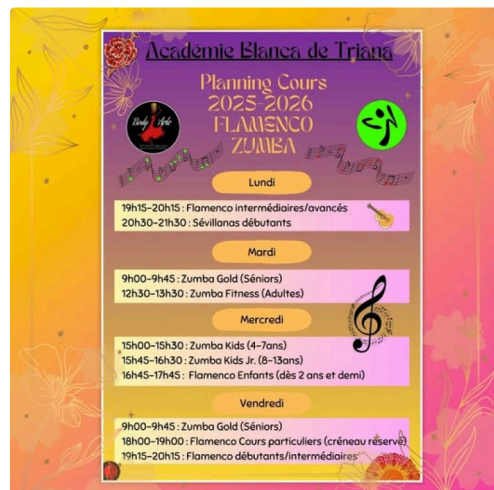 Académie Blanca de Triana
Planning Cours
2025-2026
FLAMENCO
ZUMBA
Body Arte
Lundi
19h15-20h15 : Flamenco intermédiaires/avancés
20h30-21h30 : Sévillanas débutants
Mardi
9h00-9h45 : Zumba Gold (Séniors)
12h30-13h30 : Zumba Fitness (Adultes)
Mercredi
15h00-15h30 : Zumba Kids (4-7ans)
15h45-16h30 : Zumba Kids Jr. (8-13ans)
16h45-17h45 : Flamenco Enfants (dès 2 ans et demi)
Vendredi
9h00-9h45 : Zumba Gold (Séniors)
18h00-19h00 : Flamenco Cours particuliers (créneau réservé)
19h15-20h15 : Flamenco débutants/intermédiaires